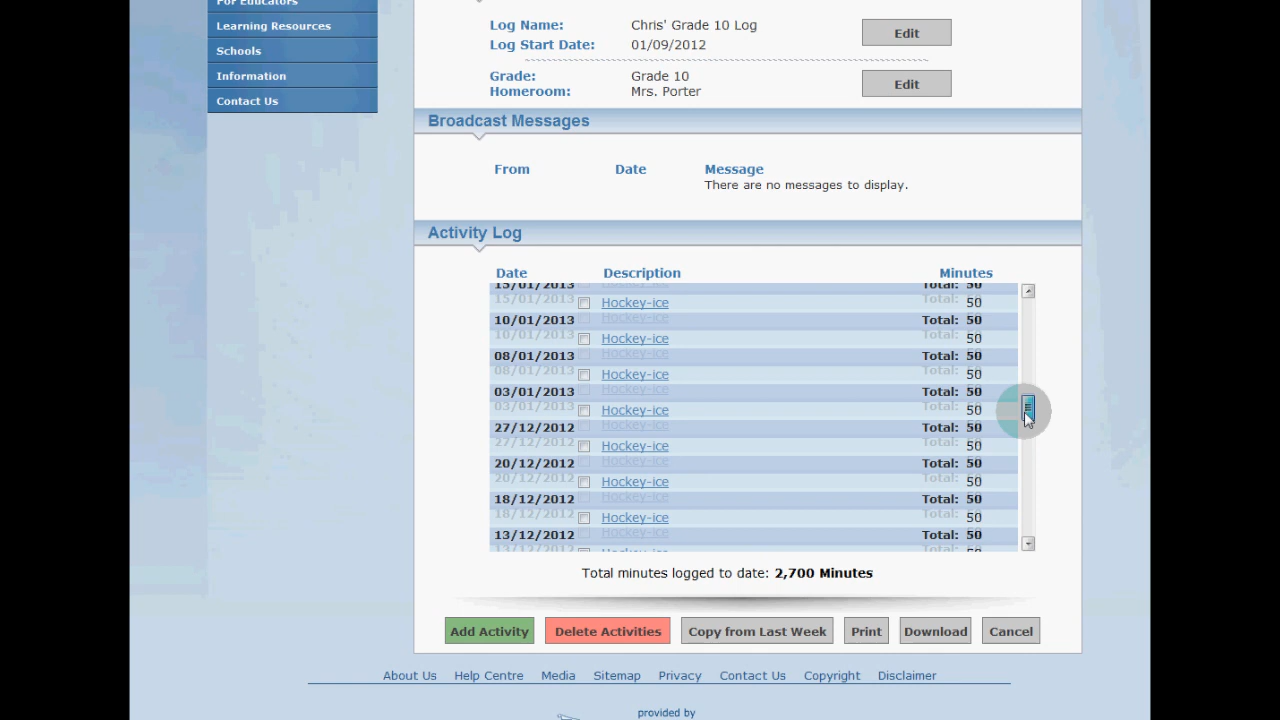 For Educators
Learning Resources
Schools
Information
Contact Us
Log Name: Chris' Grade 10 Log
Edit
Log Start Date: 01/09/2012
Grade: Grade 10
Edit
Homeroom: Mrs. Porter
Broadcast Messages
From Date Message
There are no messages to display.
Activity Log
Date Description Minutes
15/01/2013 Total: 50
Hockey-ice 50
10/01/2013 Total: 50
Hockey-ice 50
08/01/2013 Total: 50
Hockey-ice 50
03/01/2013 Total: 50
Hockey-ice 50
27/12/2012 Total: 50
Hockey-ice 50
20/12/2012 Total: 50
Hockey-ice 50
18/12/2012 Total: 50
Hockey-ice 50
13/12/2012 Total: 50
Total minutes logged to date: 2,700 Minutes
Add Activity Delete Activities Copy from Last Week Print Download Cancel
About Us Help Centre Media Sitemap Privacy Contact Us Copyright Disclaimer
provided by